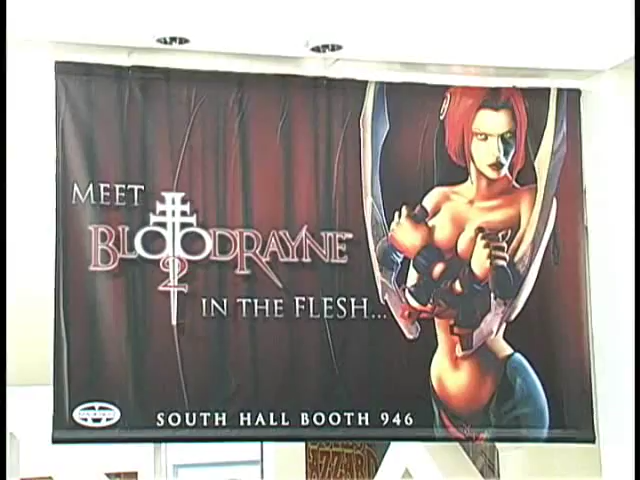 MEET
BLOODRAYNE
2
IN THE FLESH...
SOUTH HALL BOOTH 946